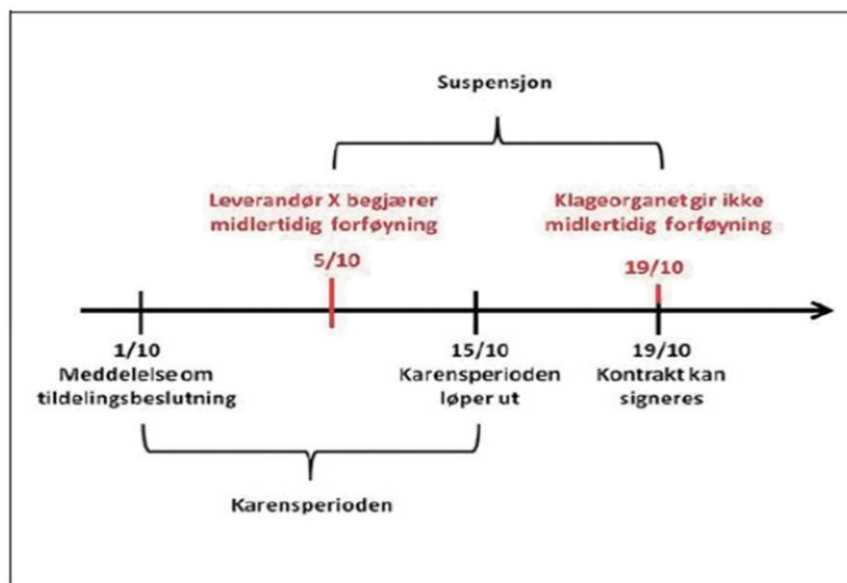 Suspensjon
Leverandør X begjærer
midlertidig forføyning
5/10
Klageorganet gir ikke
midlertidig forføyning
19/10
1/10
Meddelelse om
tildelingsbeslutning
15/10
Karensperioden
løper ut
19/10
Kontrakt kan
signeres
Karensperioden